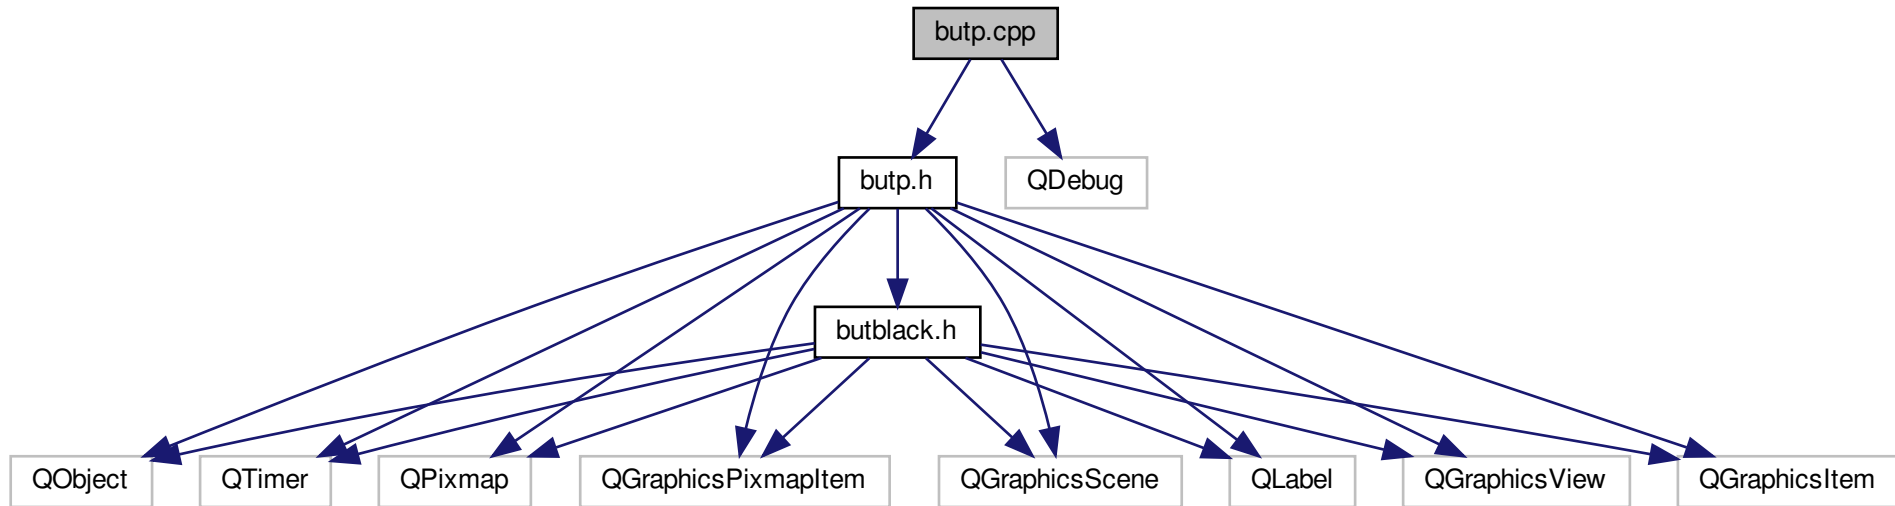 butp.cpp
butp.h
QDebug
butblack.h
QObject
QTimer
QPixmap
QGraphicsPixmapItem
QGraphicsScene
QLabel
QGraphicsView
QGraphicsItem